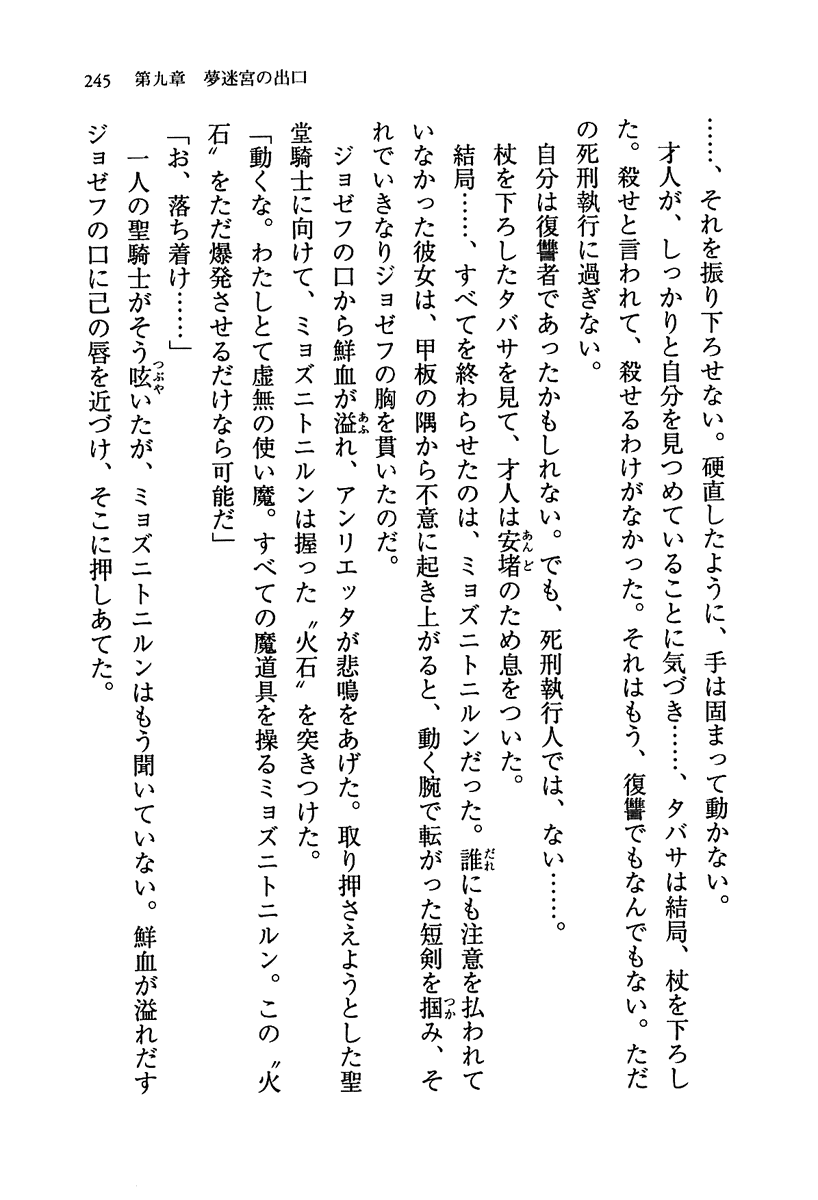 245　第九章　夢迷宮の出口
……、それを振り下ろせない。硬直したように、手は固まって動かない。
　才人が、しっかりと自分を見つめていることに気づき……、タバサは結局、杖を下ろし
た。殺せと言われて、殺せるわけがなかった。それはもう、復讐でもなんでもない。ただ
の死刑執行に過ぎない。
　自分は復讐者であったかもしれない。でも、死刑執行人では、ない……。
　杖を下ろしたタバサを見て、才人は安堵のため息をついた。
　結局……、すべてを終わらせたのは、ミョズニトニルンだった。誰にも注意を払われて
いなかった彼女は、甲板の隅から不意に起き上がると、動く腕で転がった短剣を掴み、そ
れでいきなりジョゼフの胸を貫いたのだ。
　ジョゼフの口から鮮血が溢れ、アンリエッタが悲鳴をあげた。取り押さえようとした聖
堂騎士に向けて、ミョズニトニルンは握った〝火石〟を突きつけた。
「動くな。わたしとて虚無の使い魔。すべての魔道具を操るミョズニトニルン。この〝火
石〟をただ爆発させるだけなら可能だ」
「お、落ち着け……」
　一人の聖騎士がそう呟いたが、ミョズニトニルンはもう聞いていない。鮮血が溢れだす
ジョゼフの口に己の唇を近づけ、そこに押しあてた。